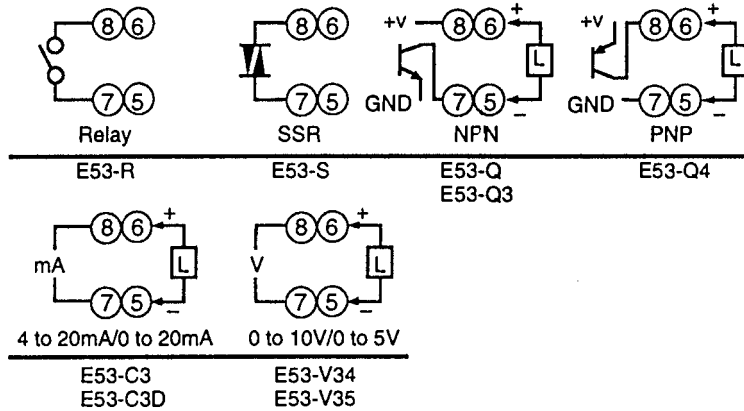 8 6
7 5
Relay
E53-R
8 6
7 5
SSR
E53-S
+V 8 6 +
L
GND 7 5 −
NPN
E53-Q
E53-Q3
+V 8 6 +
L
GND 7 5 −
PNP
E53-Q4
8 6 +
mA L
7 5 −
4 to 20mA/0 to 20mA
E53-C3
E53-C3D
8 6 +
V L
7 5 −
0 to 10V/0 to 5V
E53-V34
E53-V35